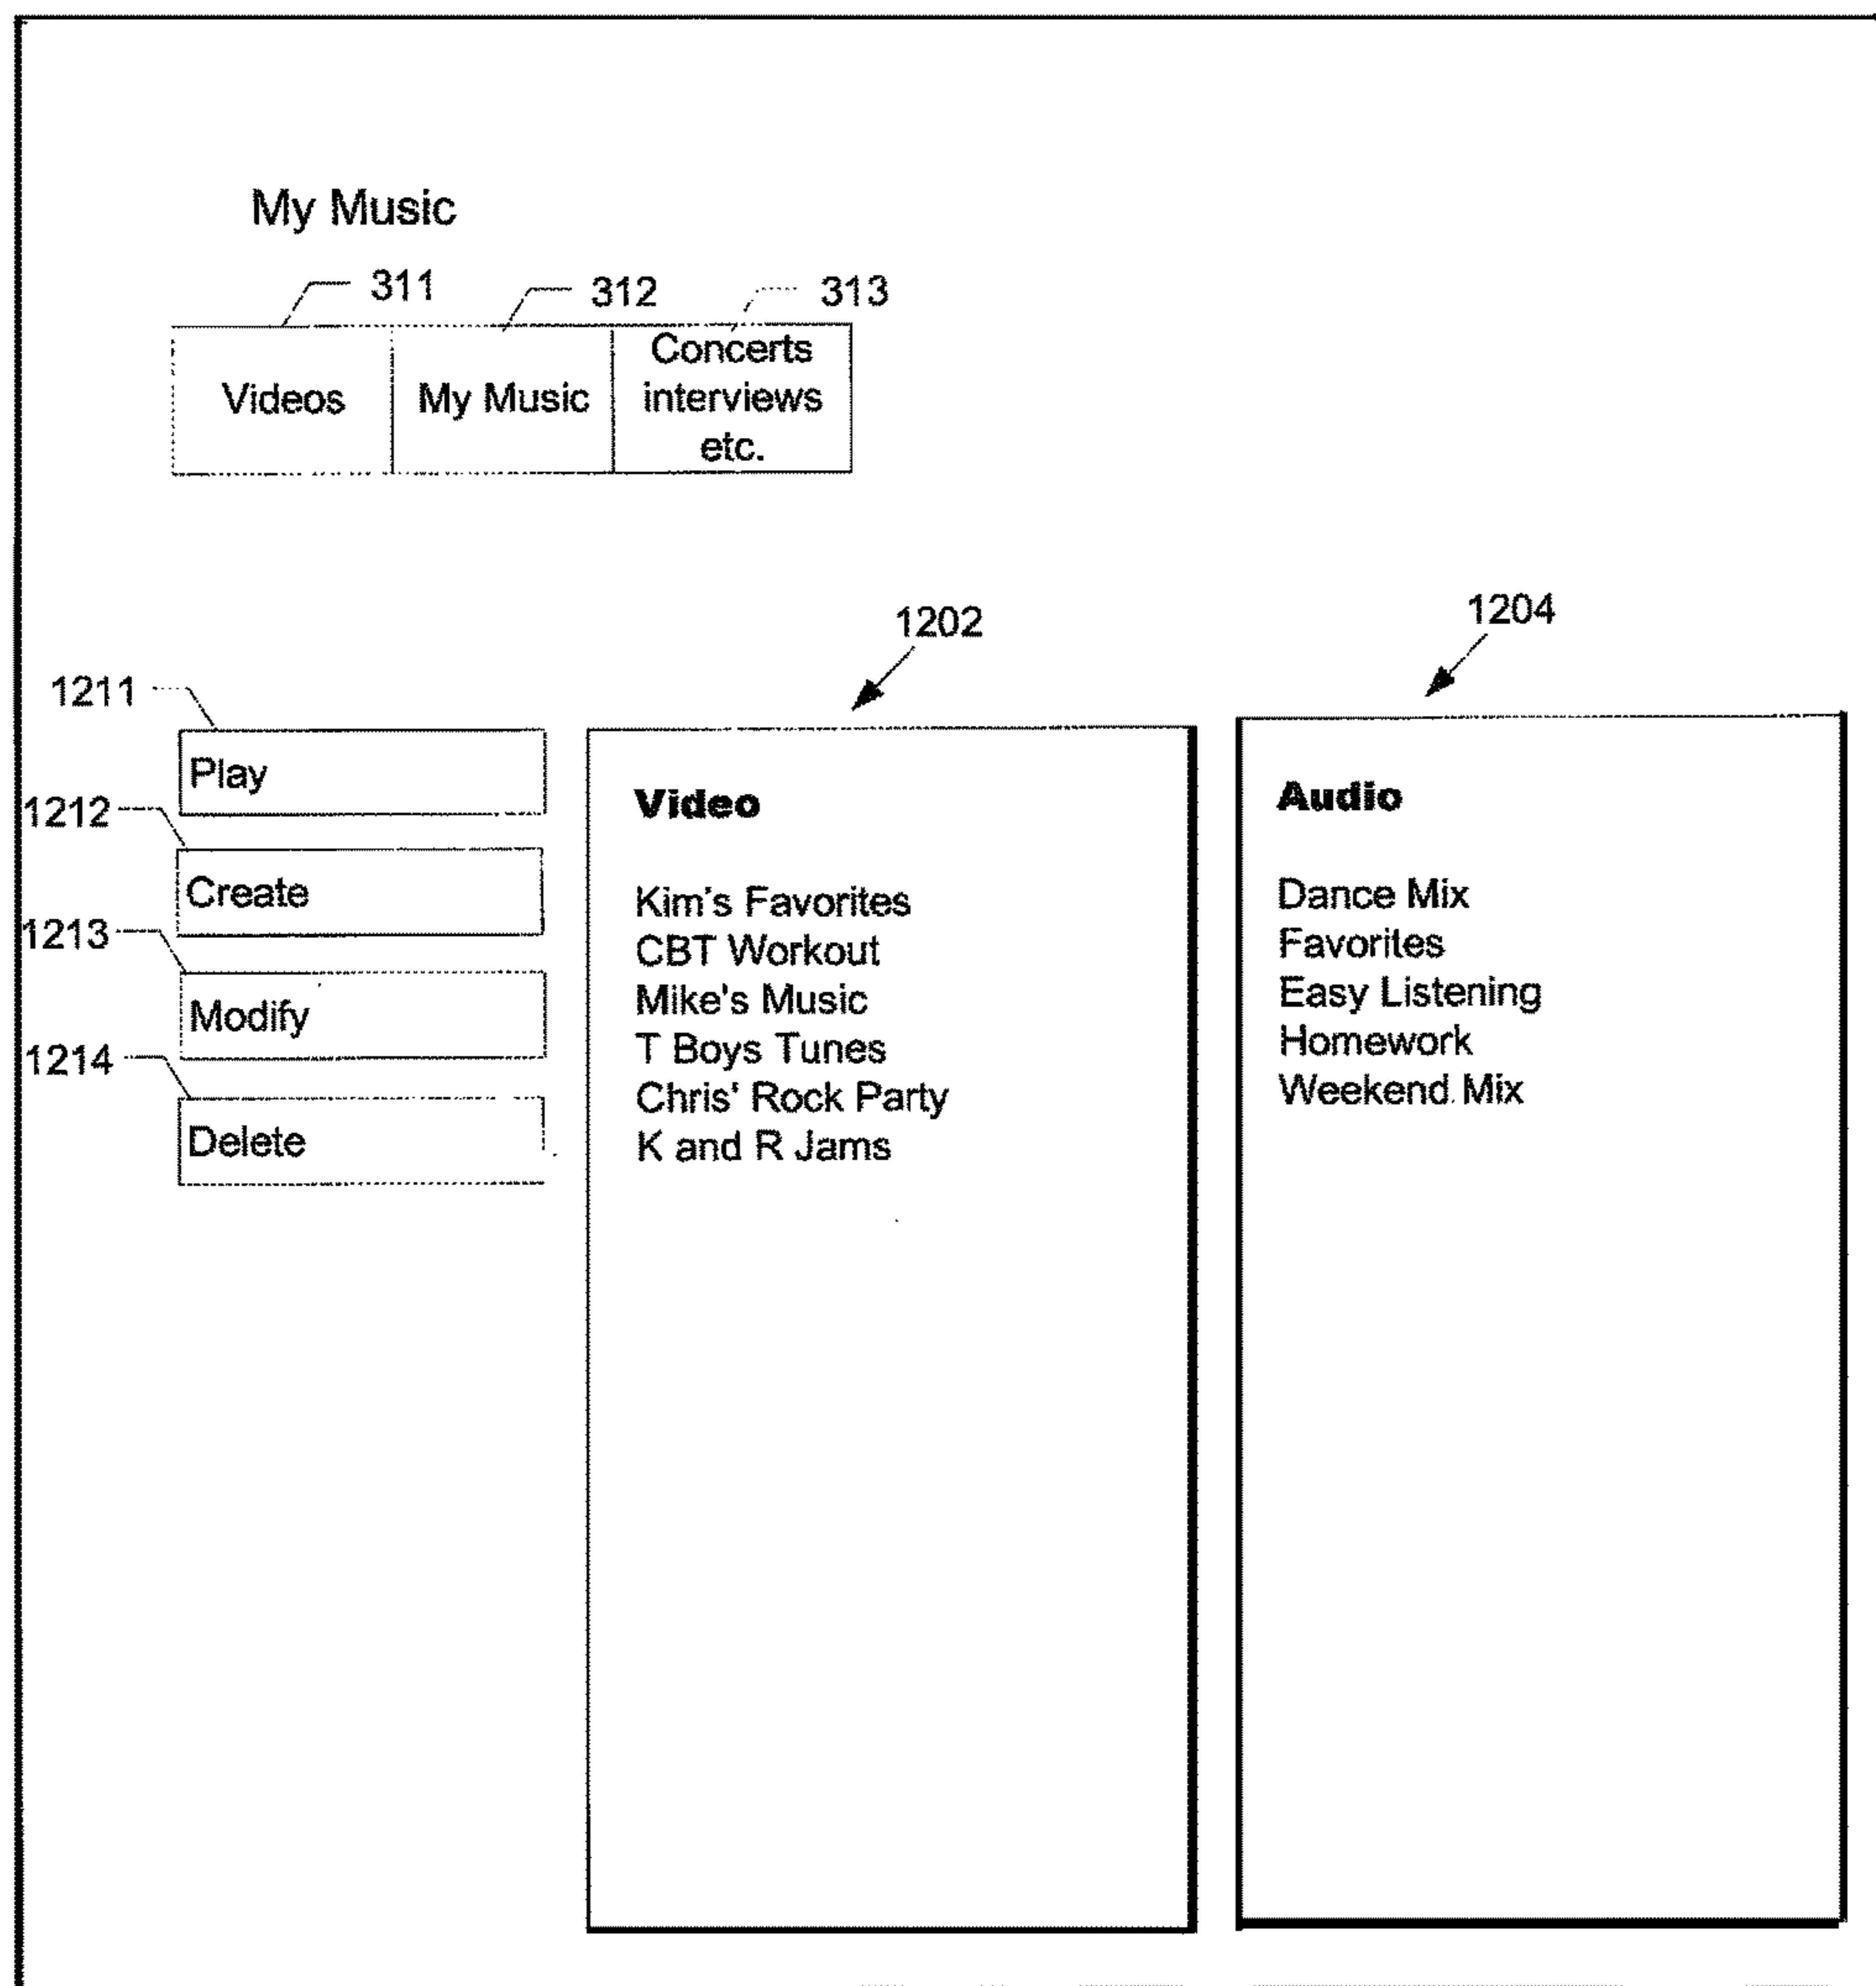 My Music
311 312 313
Videos My Music Concerts interviews etc.
1202 1204
1211
Play
1212
Create
1213
Modify
1214
Delete
Video
Kim's Favorites
CBT Workout
Mike's Music
T Boys Tunes
Chris' Rock Party
K and R Jams
Audio
Dance Mix
Favorites
Easy Listening
Homework
Weekend Mix